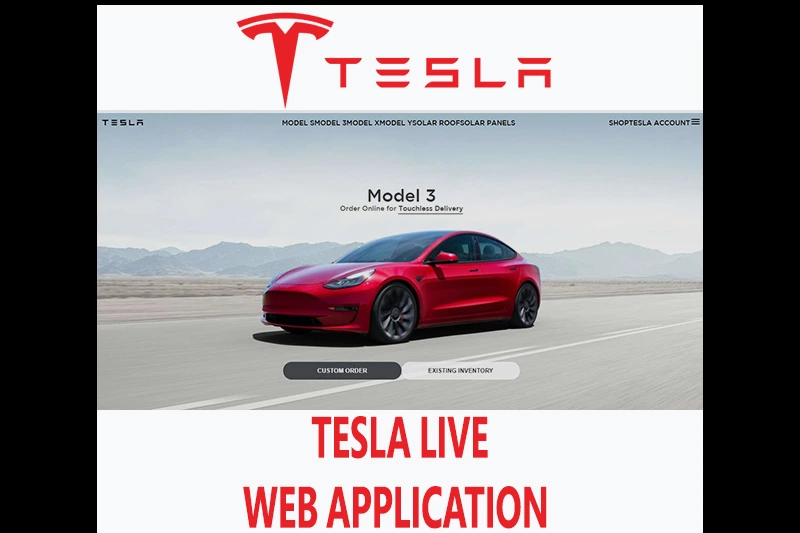 TESLA
TESLA MODEL SMODEL 3MODEL XMODEL YSOLAR ROOFSOLAR PANELS SHOPTESLA ACCOUNT
Model 3
Order Online for Touchless Delivery
CUSTOM ORDER EXISTING INVENTORY
TESLA LIVE
WEB APPLICATION